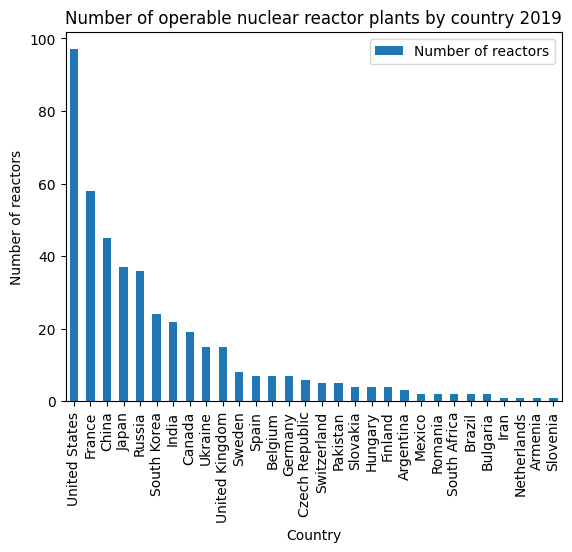 Number of operable nuclear reactor plants by country 2019
Number of reactors
100
80
60
40
20
0
Number of reactors
United States
France
China
Japan
Russia
South Korea
India
Canada
Ukraine
United Kingdom
Sweden
Spain
Belgium
Germany
Czech Republic
Switzerland
Pakistan
Slovakia
Hungary
Finland
Argentina
Mexico
Romania
South Africa
Brazil
Bulgaria
Iran
Netherlands
Armenia
Slovenia
Country